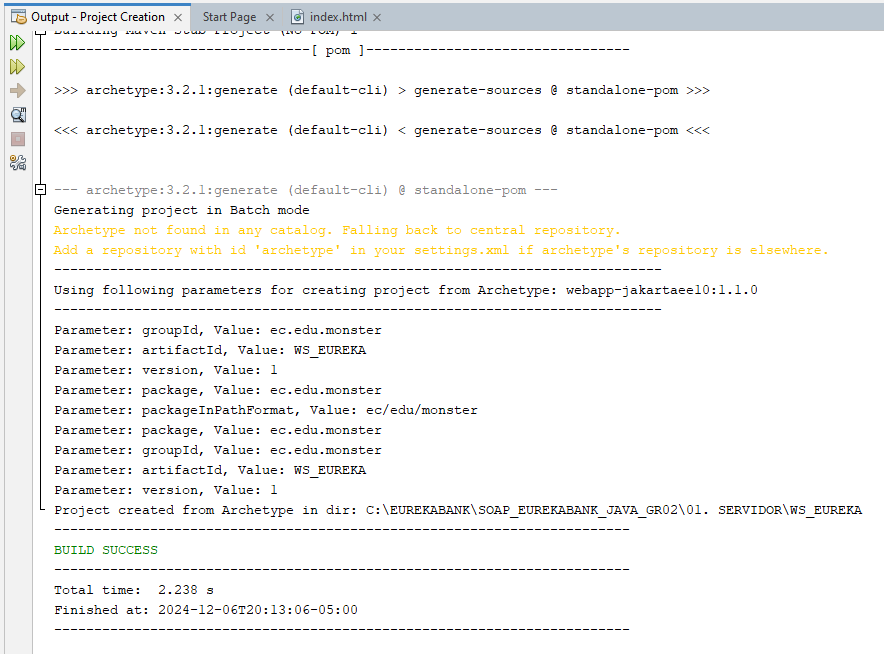 Output - Project Creation × Start Page × index.html ×
Building Maven Stub Project (No POM) 1
--------------------------------[ pom ]---------------------------------
>>> archetype:3.2.1:generate (default-cli) > generate-sources @ standalone-pom >>>
<<< archetype:3.2.1:generate (default-cli) < generate-sources @ standalone-pom <<<
--- archetype:3.2.1:generate (default-cli) @ standalone-pom ---
Generating project in Batch mode
Archetype not found in any catalog. Falling back to central repository.
Add a repository with id 'archetype' in your settings.xml if archetype's repository is elsewhere.
----------------------------------------------------------------------------
Using following parameters for creating project from Archetype: webapp-jakartaee10:1.1.0
----------------------------------------------------------------------------
Parameter: groupId, Value: ec.edu.monster
Parameter: artifactId, Value: WS_EUREKA
Parameter: version, Value: 1
Parameter: package, Value: ec.edu.monster
Parameter: packageInPathFormat, Value: ec/edu/monster
Parameter: package, Value: ec.edu.monster
Parameter: groupId, Value: ec.edu.monster
Parameter: artifactId, Value: WS_EUREKA
Parameter: version, Value: 1
Project created from Archetype in dir: C:\EUREKABANK\SOAP_EUREKABANK_JAVA_GR02\01. SERVIDOR\WS_EUREKA
------------------------------------------------------------------------
BUILD SUCCESS
------------------------------------------------------------------------
Total time:  2.238 s
Finished at: 2024-12-06T20:13:06-05:00
------------------------------------------------------------------------